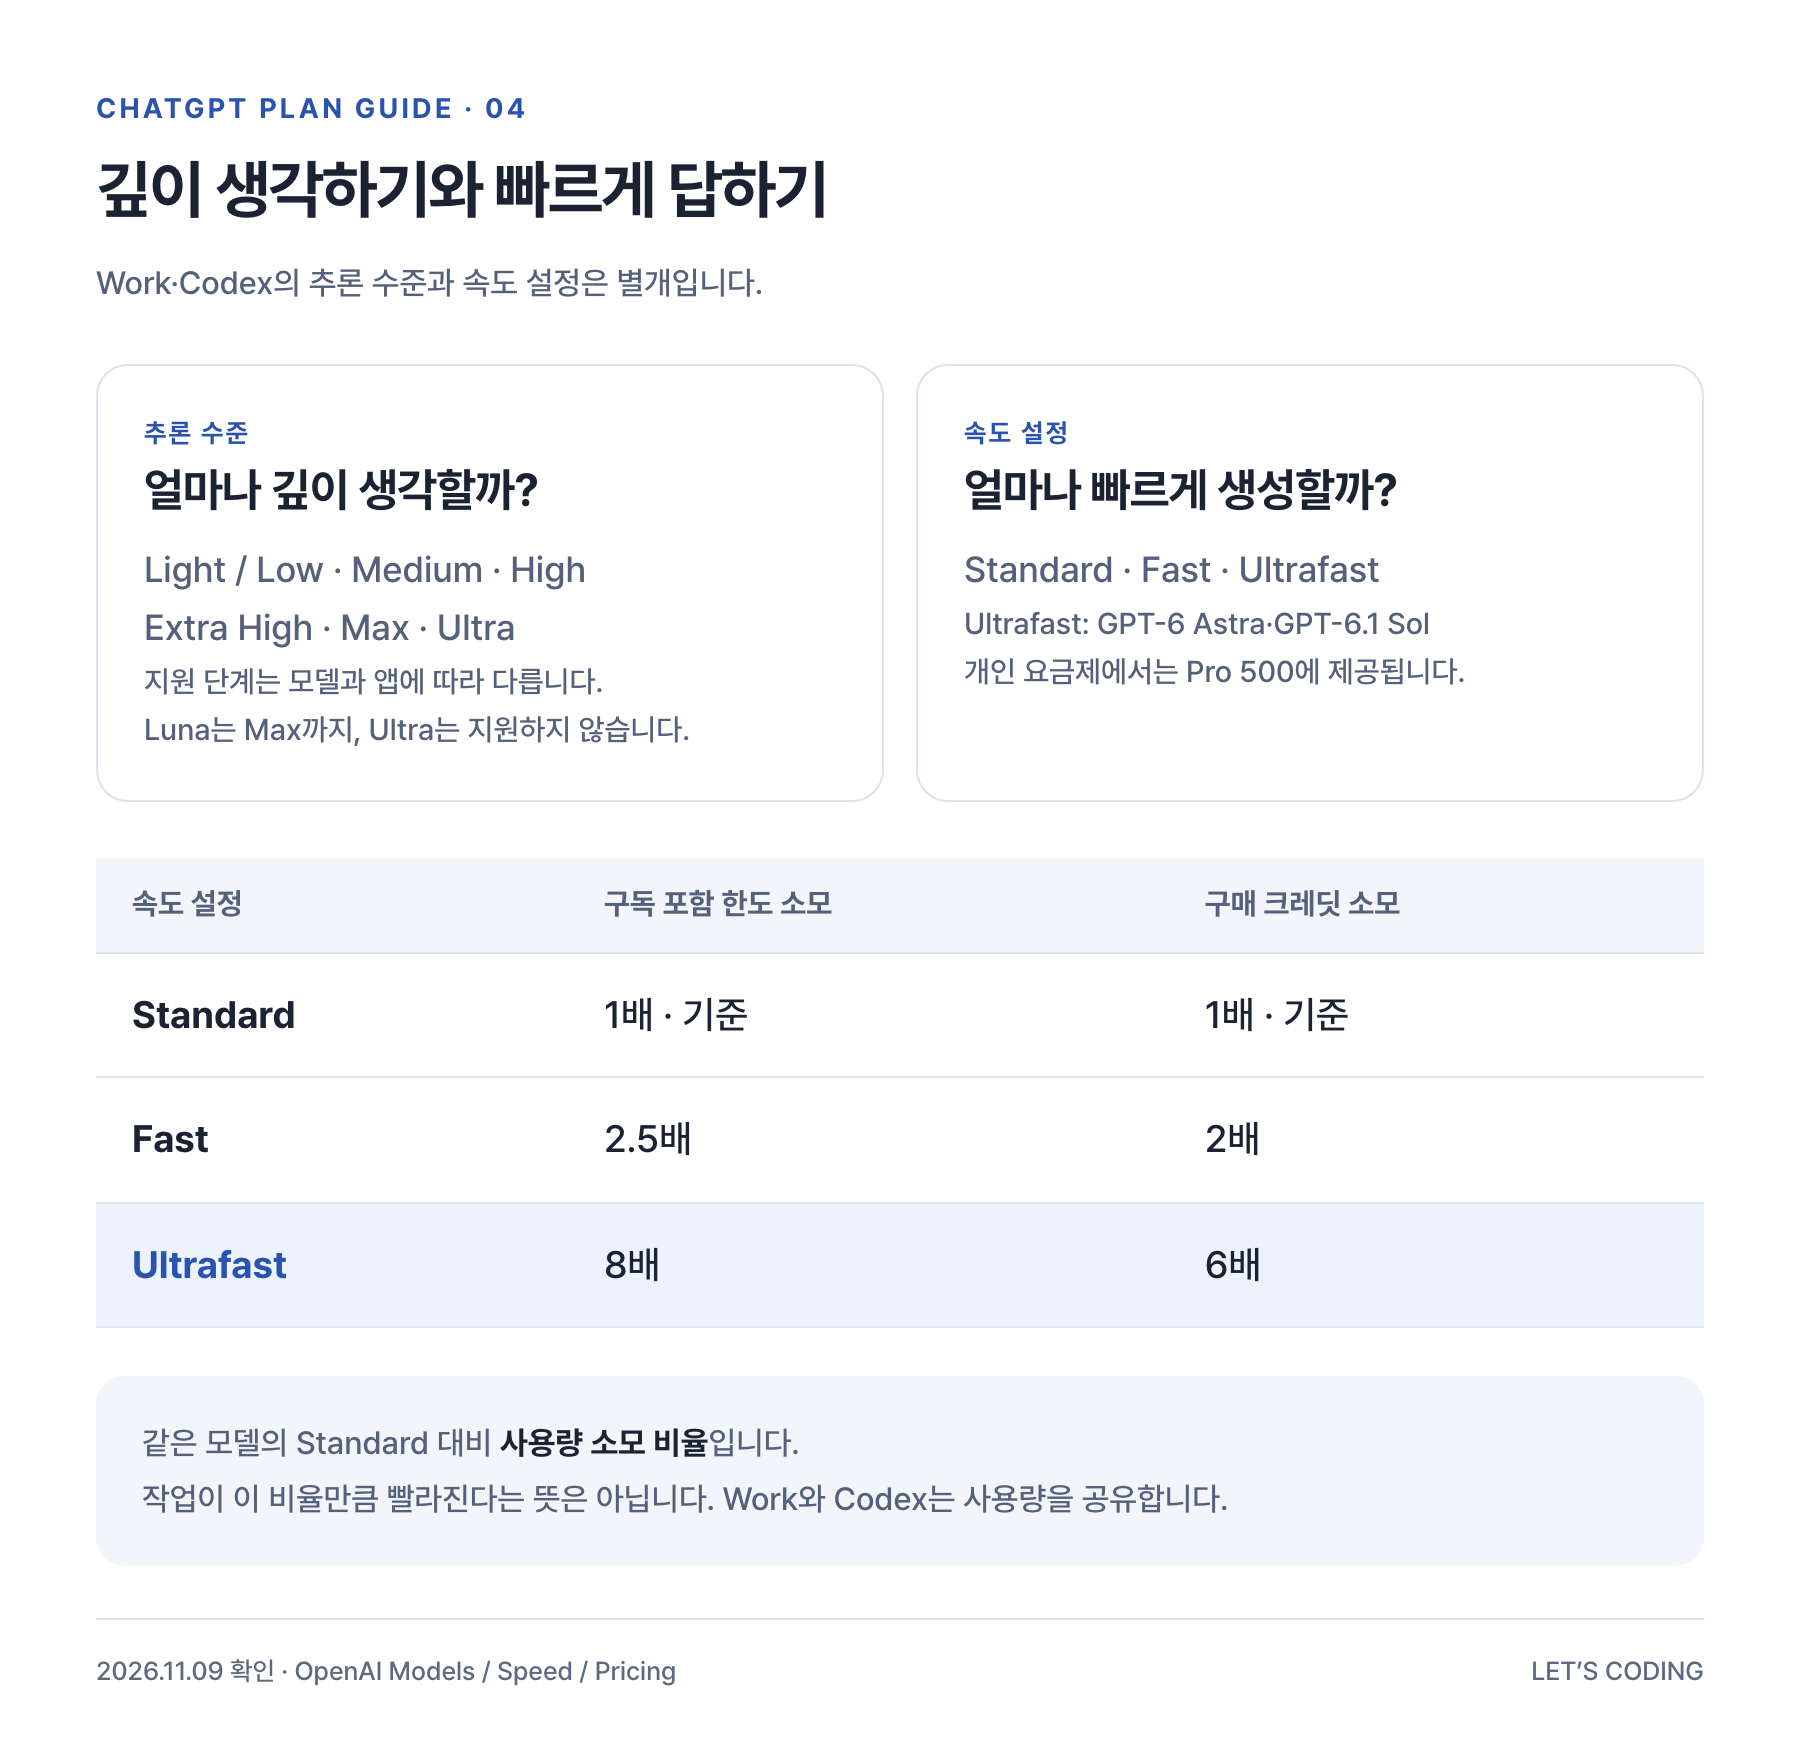 CHATGPT PLAN GUIDE · 04
깊이 생각하기와 빠르게 답하기
Work·Codex의 추론 수준과 속도 설정은 별개입니다.
추론 수준
얼마나 깊이 생각할까?
Light / Low · Medium · High
Extra High · Max · Ultra
지원 단계는 모델과 앱에 따라 다릅니다.
Luna는 Max까지, Ultra는 지원하지 않습니다.
속도 설정
얼마나 빠르게 생성할까?
Standard · Fast · Ultrafast
Ultrafast: GPT-6 Astra·GPT-6.1 Sol
개인 요금제에서는 Pro 500에 제공됩니다.
속도 설정 구독 포함 한도 소모 구매 크레딧 소모
Standard 1배 · 기준 1배 · 기준
Fast 2.5배 2배
Ultrafast 8배 6배
같은 모델의 Standard 대비 사용량 소모 비율입니다.
작업이 이 비율만큼 빨라진다는 뜻은 아닙니다. Work와 Codex는 사용량을 공유합니다.
2026.11.09 확인 · OpenAI Models / Speed / Pricing
LET’S CODING